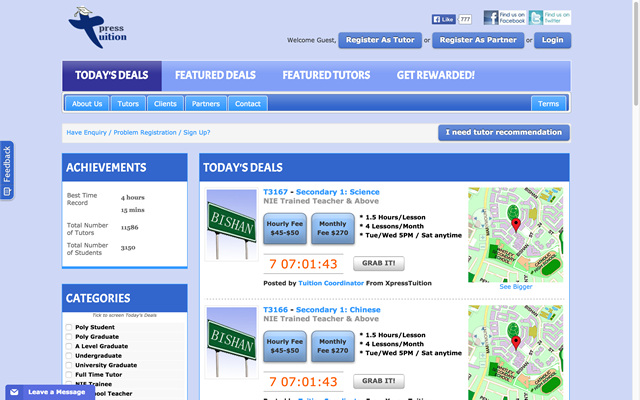 press
uition
Like 777
Find us on Facebook
Find us on Twitter
Welcome Guest, Register As Tutor or Register As Partner or Login
TODAY'S DEALS FEATURED DEALS FEATURED TUTORS GET REWARDED!
About Us Tutors Clients Partners Contact Terms
Have Enquiry / Problem Registration / Sign Up?
I need tutor recommendation
Feedback
ACHIEVEMENTS
Best Time Record 4 hours 15 mins
Total Number of Tutors 11586
Total Number of Students 3150
CATEGORIES
Tick to screen Today's Deals
Poly Student
Poly Graduate
A Level Graduate
Undergraduate
University Graduate
Full Time Tutor
NIE Trainee
School Teacher
Leave a Message
TODAY'S DEALS
BISHAN
T3167 - Secondary 1: Science
NIE Trained Teacher & Above
Hourly Fee $45-$50
Monthly Fee $270
* 1.5 Hours/Lesson
* 4 Lessons/Month
* Tue/Wed 5PM / Sat anytime
7 07:01:43
GRAB IT!
Posted by Tuition Coordinator From XpressTuition
See Bigger
BISHAN
T3166 - Secondary 1: Chinese
NIE Trained Teacher & Above
Hourly Fee $45-$50
Monthly Fee $270
* 1.5 Hours/Lesson
* 4 Lessons/Month
* Tue/Wed 5PM / Sat anytime
7 07:01:43
GRAB IT!